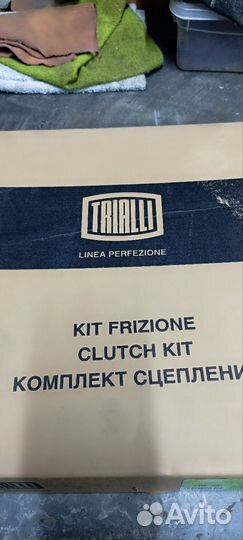 TRIALLI
LINEA PERFEZIONE
KIT FRIZIONE
CLUTCH KIT
КОМПЛЕКТ СЦЕПЛЕНИ
Avito